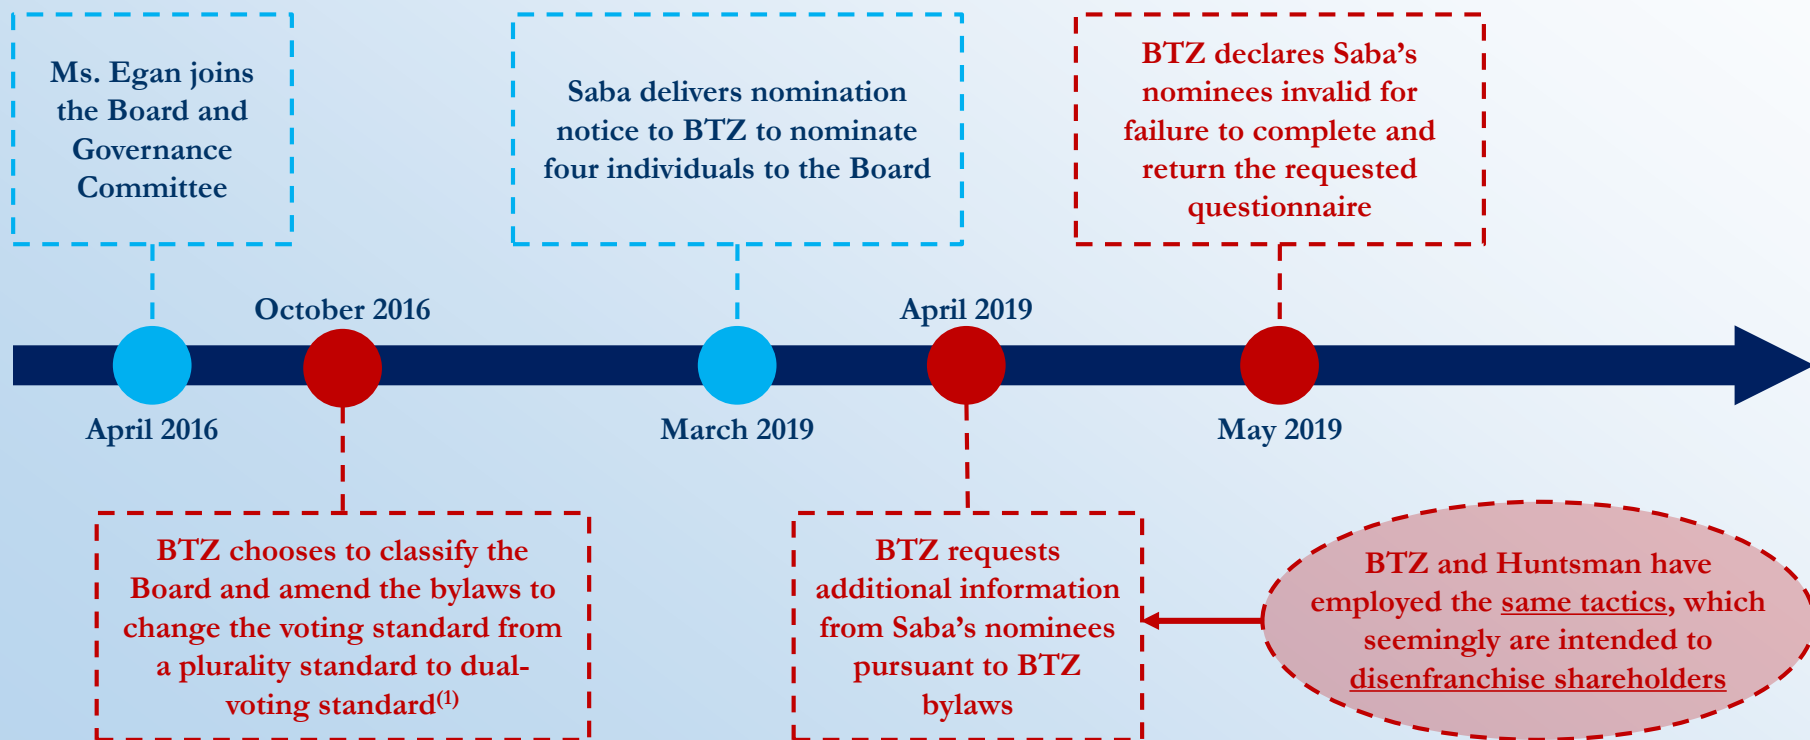 Ms. Egan joins
the Board and
Governance
Committee
Saba delivers nomination
notice to BTZ to nominate
four individuals to the Board
BTZ declares Saba’s
nominees invalid for
failure to complete and
return the requested
questionnaire
October 2016
April 2019
April 2016
March 2019
May 2019
BTZ chooses to classify the
Board and amend the bylaws to
change the voting standard from
a plurality standard to dual-
voting standard(1)
BTZ requests
additional information
from Saba’s nominees
pursuant to BTZ
bylaws
BTZ and Huntsman have
employed the same tactics, which
seemingly are intended to
disenfranchise shareholders